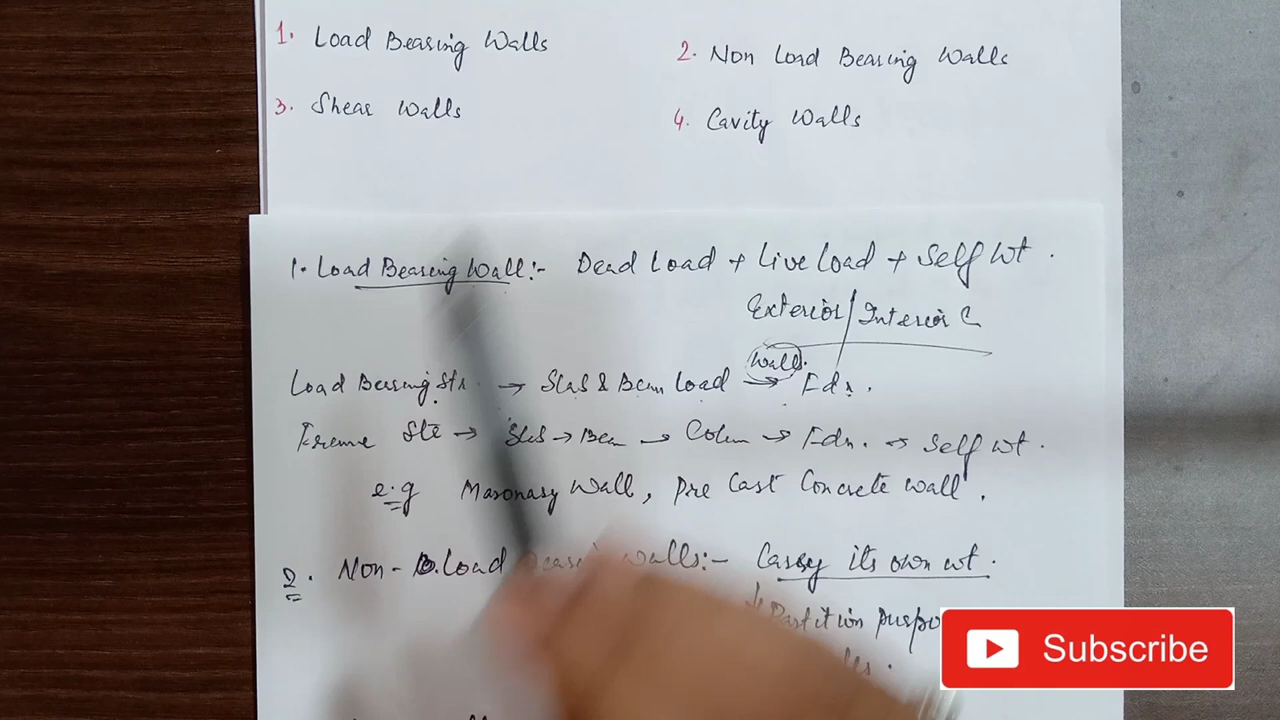 1. Load Bearing Walls
2. Non Load Bearing Walls
3. Shear Walls
4. Cavity Walls
1. Load Bearing Wall:- Dead Load + Live Load + Self Wt.
Exterior/Interior
Wall.
Load Bearing Str. → Slab & Beam Load → Fdn.
Frame Str → Slab → Bem → Colum → Fdn. → Self wt.
e.g Masonary Wall, Pre Cast Concrete wall.
2. Non- Load walls:- Carry its own wt.
Partition purpo
Subscribe